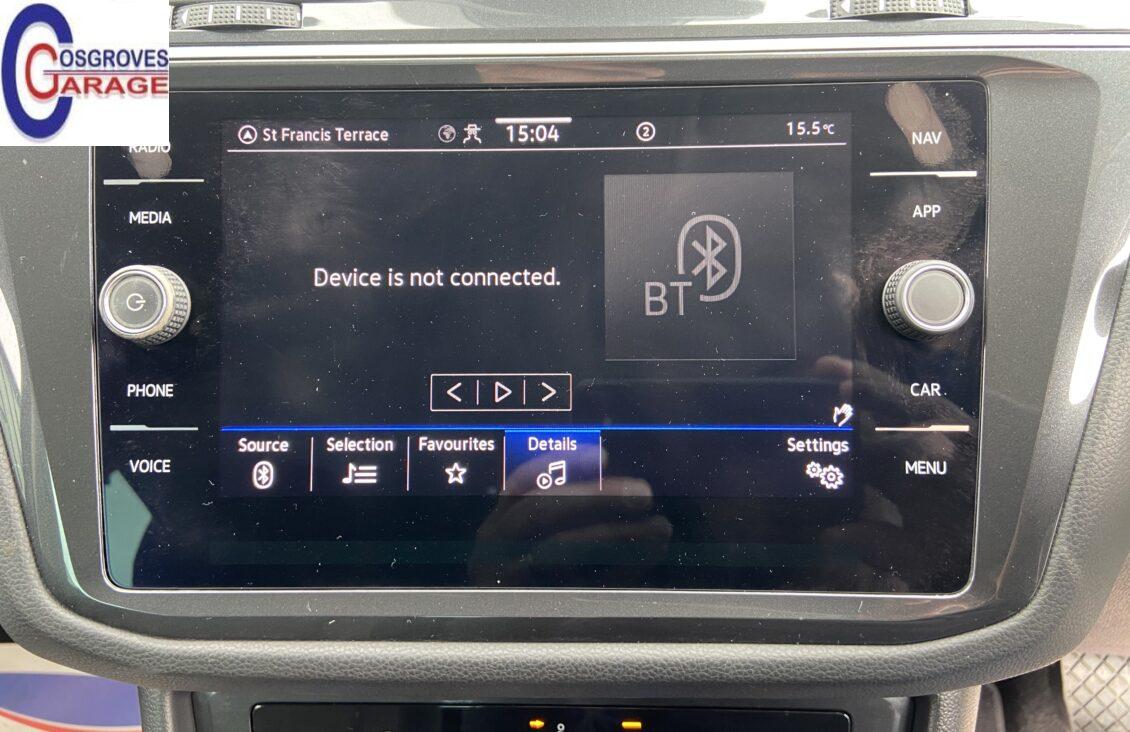 COSGROVES
GARAGE
St Francis Terrace
15:04
2
15.5°C
RADIO
MEDIA
PHONE
VOICE
NAV
APP
CAR
MENU
Device is not connected.
BT
Source
Selection
Favourites
Details
Settings